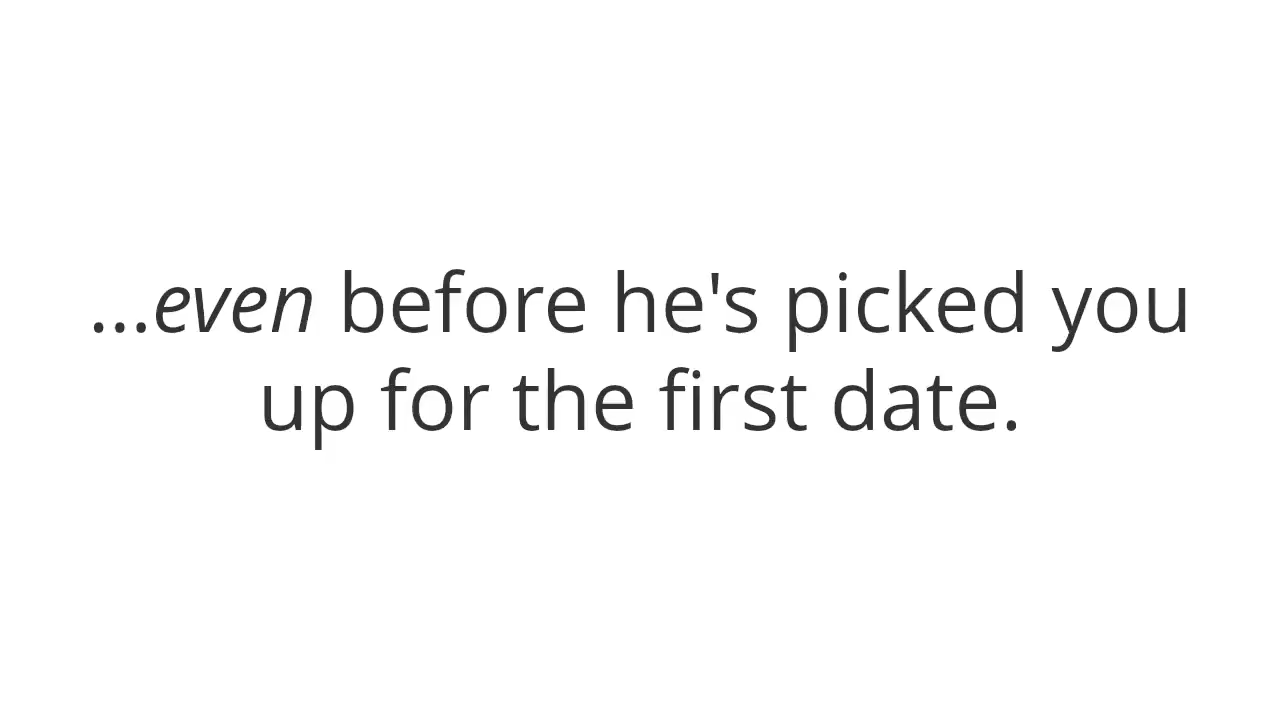 ...even before he's picked you
up for the first date.